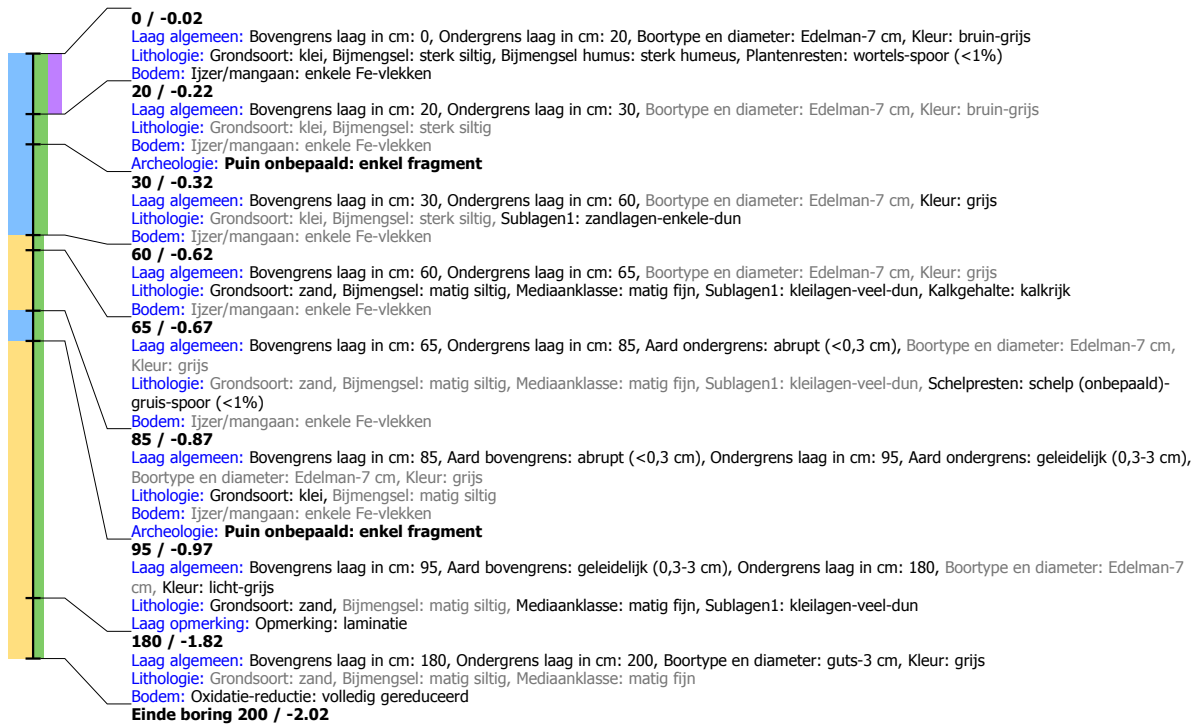 0 / -0.02
Laag algemeen: Bovengrens laag in cm: 0, Ondergrens laag in cm: 20, Boortype en diameter: Edelman-7 cm, Kleur: bruin-grijs
Lithologie: Grondsoort: klei, Bijmengsel: sterk siltig, Bijmengsel humus: sterk humeus, Plantenresten: wortels-spoor (<1%)
Bodem: Ijzer/mangaan: enkele Fe-vlekken
20 / -0.22
Laag algemeen: Bovengrens laag in cm: 20, Ondergrens laag in cm: 30, Boortype en diameter: Edelman-7 cm, Kleur: bruin-grijs
Lithologie: Grondsoort: klei, Bijmengsel: sterk siltig
Bodem: Ijzer/mangaan: enkele Fe-vlekken
Archeologie: Puin onbepaald: enkel fragment
30 / -0.32
Laag algemeen: Bovengrens laag in cm: 30, Ondergrens laag in cm: 60, Boortype en diameter: Edelman-7 cm, Kleur: grijs
Lithologie: Grondsoort: klei, Bijmengsel: sterk siltig, Sublagen1: zandlagen-enkele-dun
Bodem: Ijzer/mangaan: enkele Fe-vlekken
60 / -0.62
Laag algemeen: Bovengrens laag in cm: 60, Ondergrens laag in cm: 65, Boortype en diameter: Edelman-7 cm, Kleur: grijs
Lithologie: Grondsoort: zand, Bijmengsel: matig siltig, Mediaanklasse: matig fijn, Sublagen1: kleilagen-veel-dun, Kalkgehalte: kalkrijk
Bodem: Ijzer/mangaan: enkele Fe-vlekken
65 / -0.67
Laag algemeen: Bovengrens laag in cm: 65, Ondergrens laag in cm: 85, Aard ondergrens: abrupt (<0,3 cm), Boortype en diameter: Edelman-7 cm,
Kleur: grijs
Lithologie: Grondsoort: zand, Bijmengsel: matig siltig, Mediaanklasse: matig fijn, Sublagen1: kleilagen-veel-dun, Schelpresten: schelp (onbepaald)-
gruis-spoor (<1%)
Bodem: Ijzer/mangaan: enkele Fe-vlekken
85 / -0.87
Laag algemeen: Bovengrens laag in cm: 85, Aard bovengrens: abrupt (<0,3 cm), Ondergrens laag in cm: 95, Aard ondergrens: geleidelijk (0,3-3 cm),
Boortype en diameter: Edelman-7 cm, Kleur: grijs
Lithologie: Grondsoort: klei, Bijmengsel: matig siltig
Bodem: Ijzer/mangaan: enkele Fe-vlekken
Archeologie: Puin onbepaald: enkel fragment
95 / -0.97
Laag algemeen: Bovengrens laag in cm: 95, Aard bovengrens: geleidelijk (0,3-3 cm), Ondergrens laag in cm: 180, Boortype en diameter: Edelman-7
cm, Kleur: licht-grijs
Lithologie: Grondsoort: zand, Bijmengsel: matig siltig, Mediaanklasse: matig fijn, Sublagen1: kleilagen-veel-dun
Laag opmerking: Opmerking: laminatie
180 / -1.82
Laag algemeen: Bovengrens laag in cm: 180, Ondergrens laag in cm: 200, Boortype en diameter: guts-3 cm, Kleur: grijs
Lithologie: Grondsoort: zand, Bijmengsel: matig siltig, Mediaanklasse: matig fijn
Bodem: Oxidatie-reductie: volledig gereduceerd
Einde boring 200 / -2.02